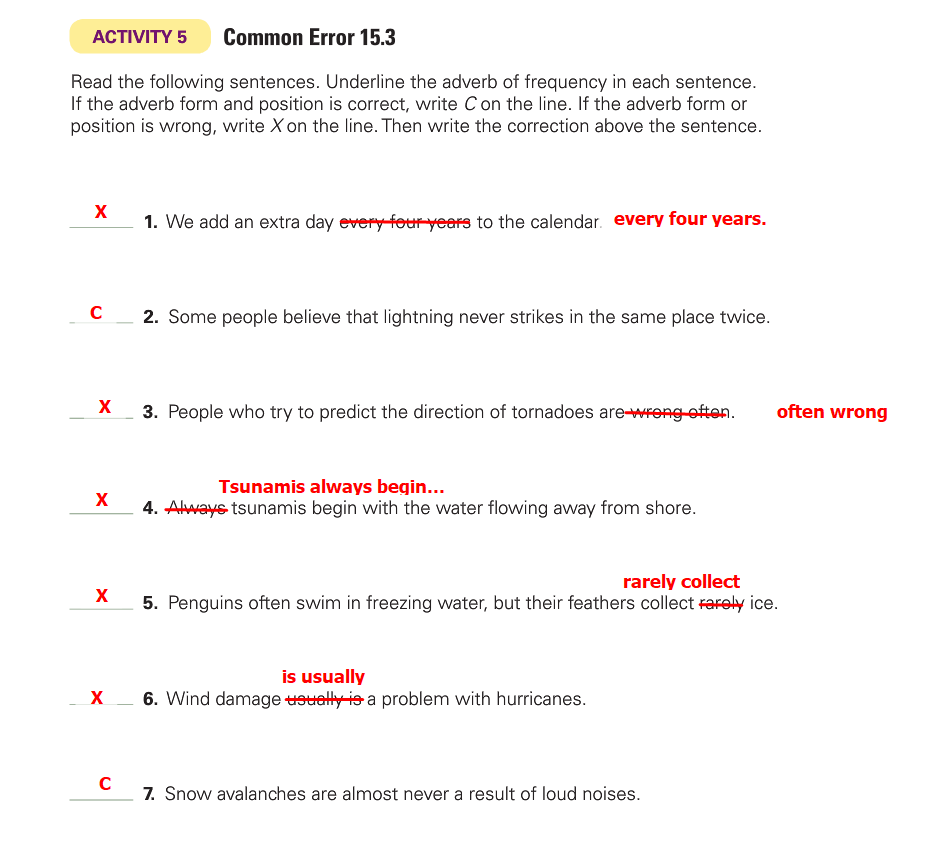 ACTIVITY 5 Common Error 15.3
Read the following sentences. Underline the adverb of frequency in each sentence.
If the adverb form and position is correct, write C on the line. If the adverb form or
position is wrong, write X on the line. Then write the correction above the sentence.
X 1. We add an extra day every four years to the calendar. every four years.
C 2. Some people believe that lightning never strikes in the same place twice.
X 3. People who try to predict the direction of tornadoes are wrong often. often wrong
Tsunamis always begin...
X 4. Always tsunamis begin with the water flowing away from shore.
rarely collect
X 5. Penguins often swim in freezing water, but their feathers collect rarely ice.
is usually
X 6. Wind damage usually is a problem with hurricanes.
C 7. Snow avalanches are almost never a result of loud noises.